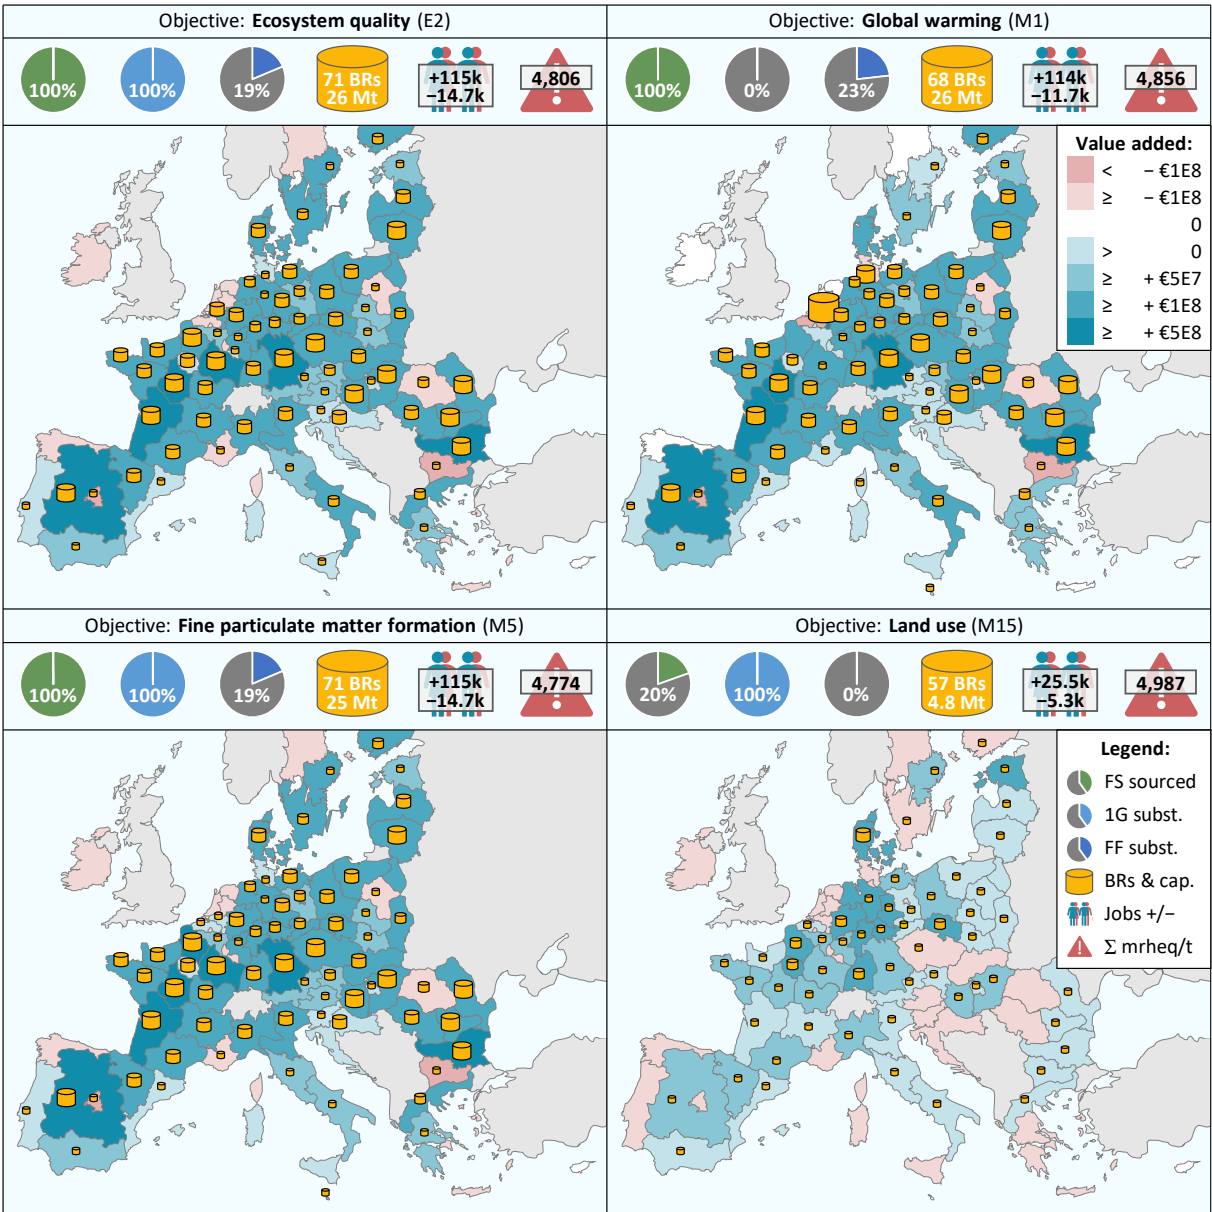 Objective: Ecosystem quality (E2)
100%
100%
19%
71 BRs
26 Mt
+115k
−14.7k
4,806
Objective: Global warming (M1)
100%
0%
23%
68 BRs
26 Mt
+114k
−11.7k
4,856
Value added:
< − €1E8
≥ − €1E8
0
> 0
≥ + €5E7
≥ + €1E8
≥ + €5E8
Objective: Fine particulate matter formation (M5)
100%
100%
19%
71 BRs
25 Mt
+115k
−14.7k
4,774
Objective: Land use (M15)
20%
100%
0%
57 BRs
4.8 Mt
+25.5k
−5.3k
4,987
Legend:
FS sourced
1G subst.
FF subst.
BRs & cap.
Jobs +/−
Σ mrheq/t